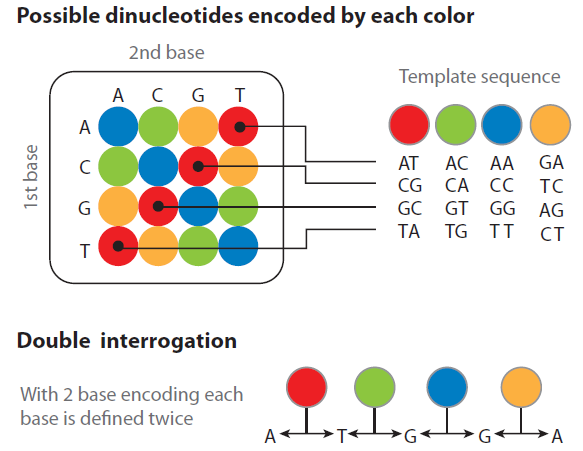 Possible dinucleotides encoded by each color
2nd base
Template sequence
A C G T
A
C
G
T
1st base
AT AC AA GA
CG CA CC TC
GC GT GG AG
TA TG TT CT
Double interrogation
With 2 base encoding each
base is defined twice
A T G G A